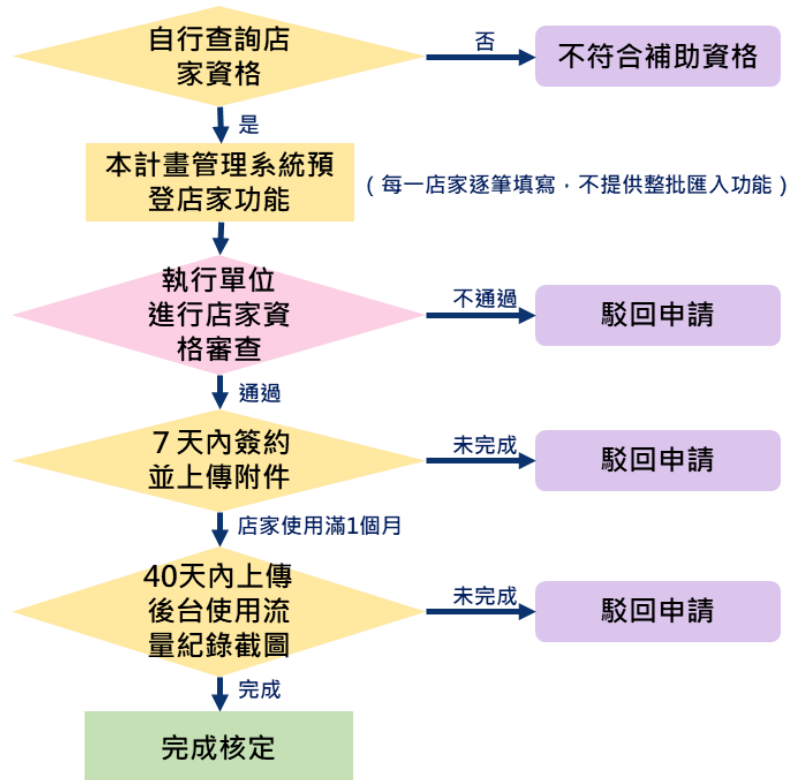 自行查詢店
家資格
否
不符合補助資格
是
本計畫管理系統預
登店家功能
（每一店家逐筆填寫，不提供整批匯入功能）
執行單位
進行店家資
格審查
不通過
駁回申請
通過
7天內簽約
並上傳附件
未完成
駁回申請
店家使用滿1個月
40天內上傳
後台使用流
量紀錄截圖
未完成
駁回申請
完成
完成核定